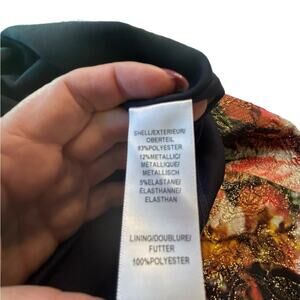 SHELL/EXTERIEUR/
OBERTEIL
83%POLYESTER
12%METALLIC/
METALLIQUE/
METALLISCH
5%ELASTANE/
ELASTHANNE/
ELASTHAN
LINING/DOUBLURE/
FUTTER
100%POLYESTER